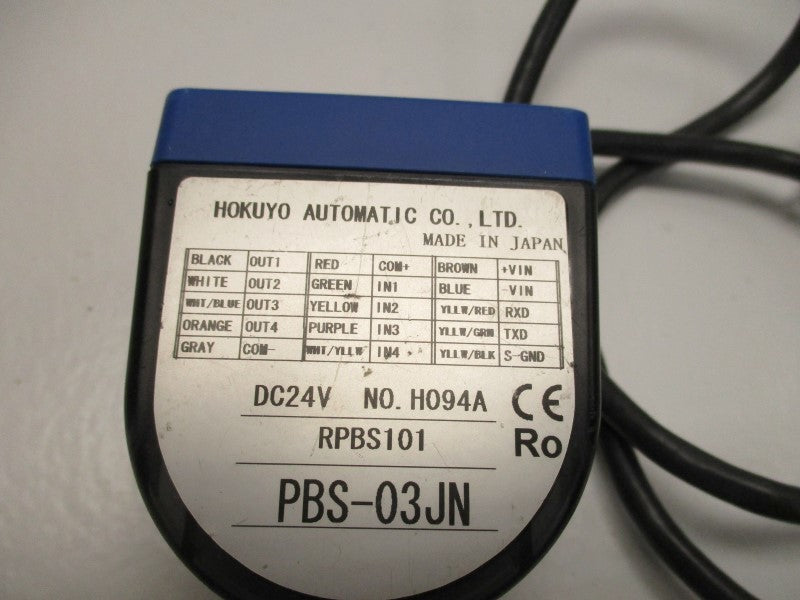 HOKUYO AUTOMATIC CO.,LTD.
MADE IN JAPAN
BLACK OUT1 RED COM+ BROWN +VIN
WHITE OUT2 GREEN IN1 BLUE -VIN
WHT/BLUE OUT3 YELLOW IN2 YLLW/RED RXD
ORANGE OUT4 PURPLE IN3 YLLW/GRN TXD
GRAY COM- WHT/YLLW IN4 YLLW/BLK S-GND
DC24V NO. H094A CE
RPBS101 Ro
PBS-03JN